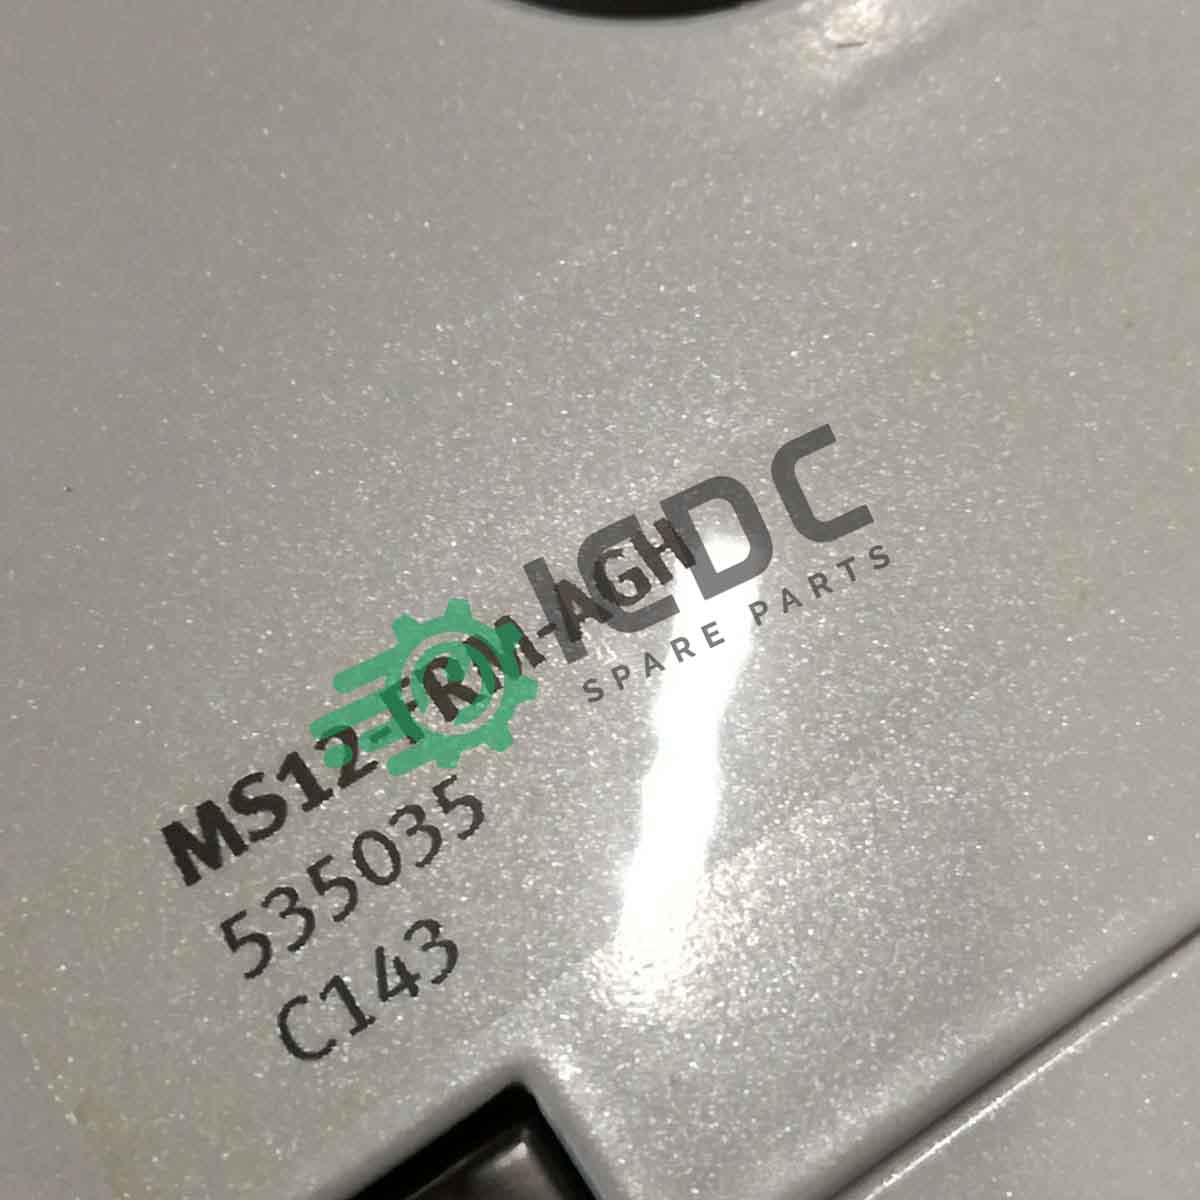 ICDC
SPARE PARTS
MS12-FRM-AGH
535035
C143